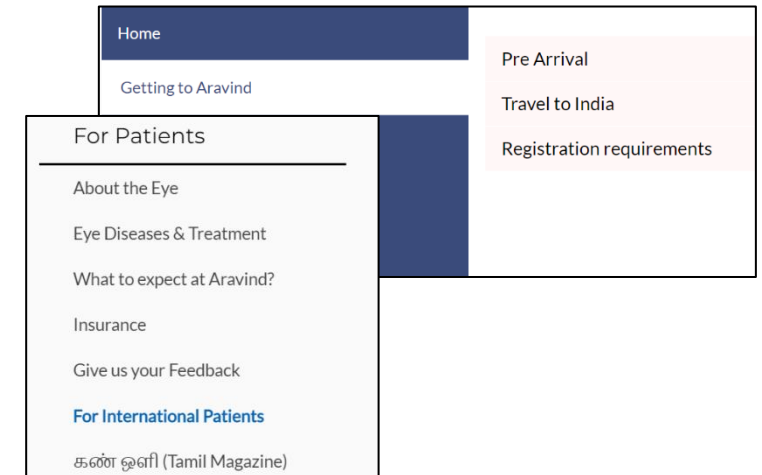 Home
Getting to Aravind
Pre Arrival
Travel to India
Registration requirements
For Patients
About the Eye
Eye Diseases & Treatment
What to expect at Aravind?
Insurance
Give us your Feedback
For International Patients
கண் ஒளி (Tamil Magazine)